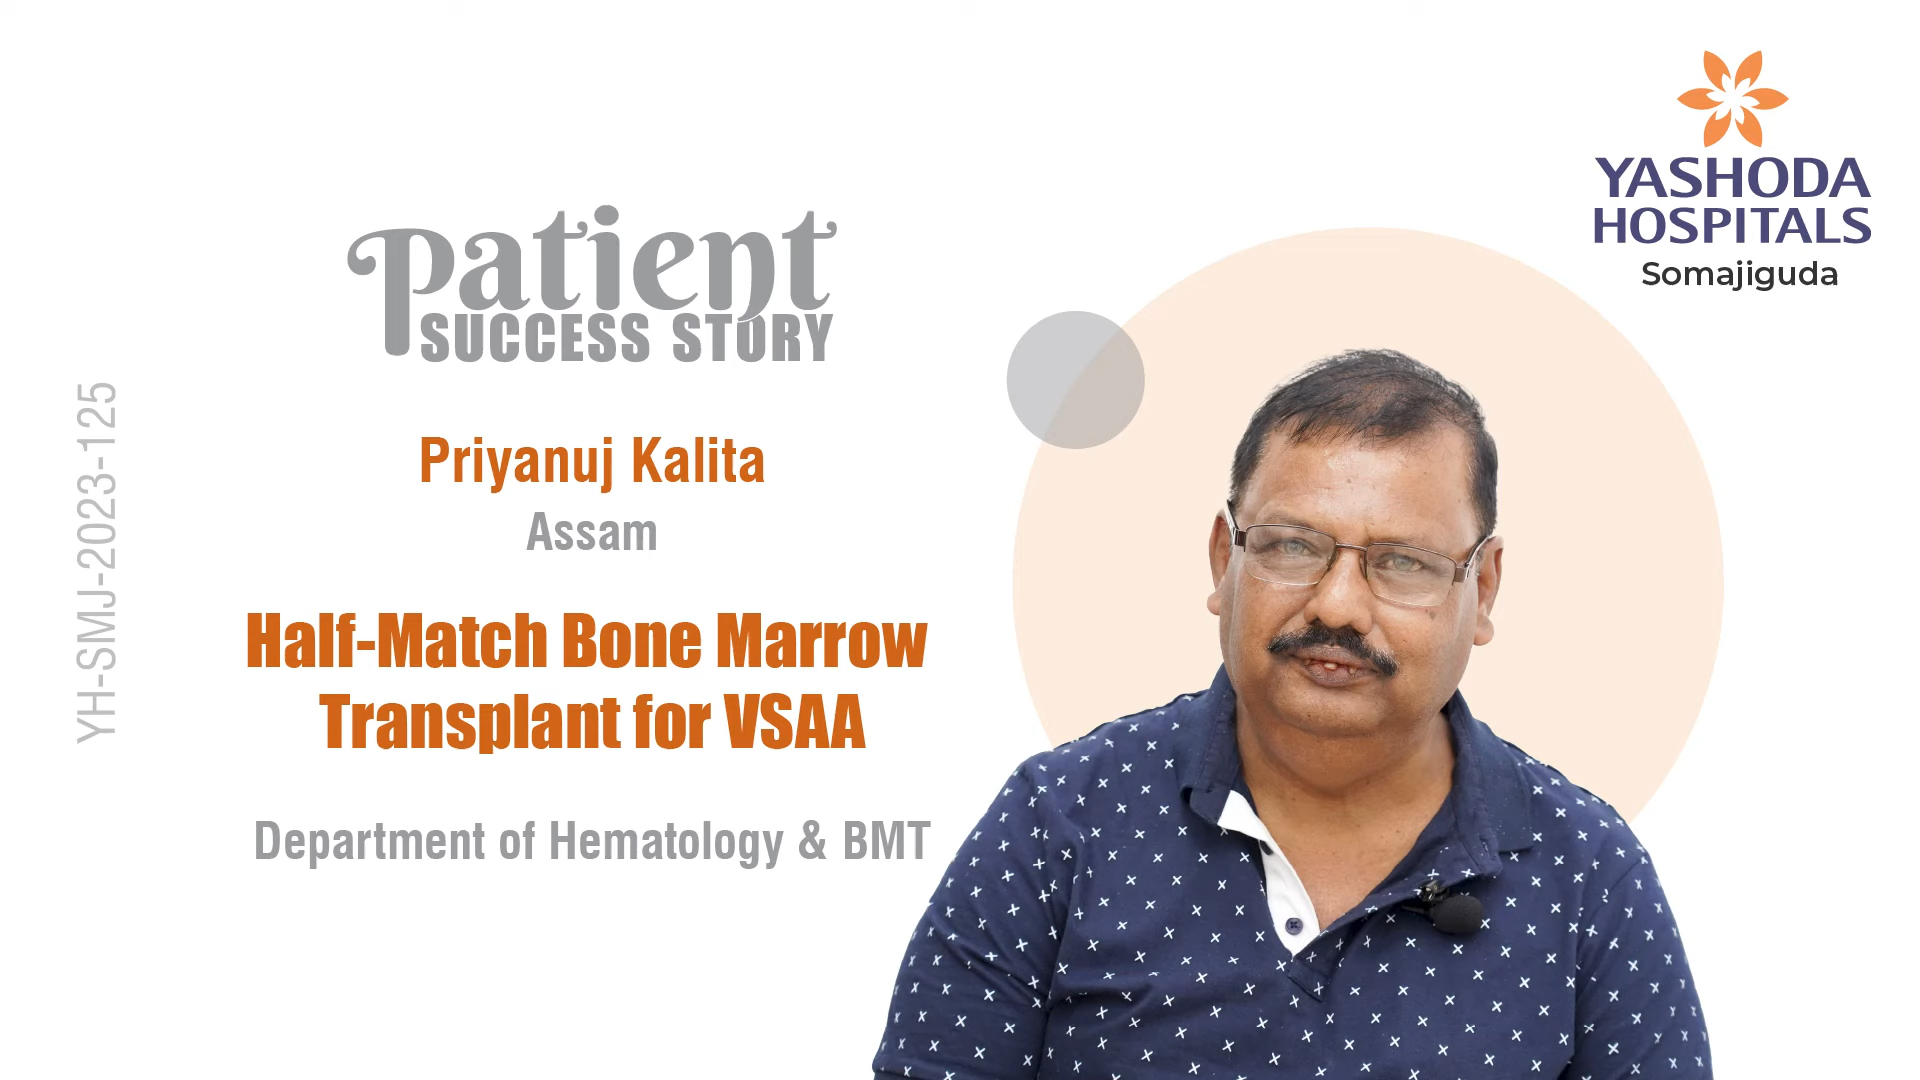 YASHODA
HOSPITALS
Somajiguda
Patient
SUCCESS STORY
Priyanuj Kalita
Assam
Half-Match Bone Marrow
Transplant for VSAA
Department of Hematology & BMT
YH-SMJ-2023-125